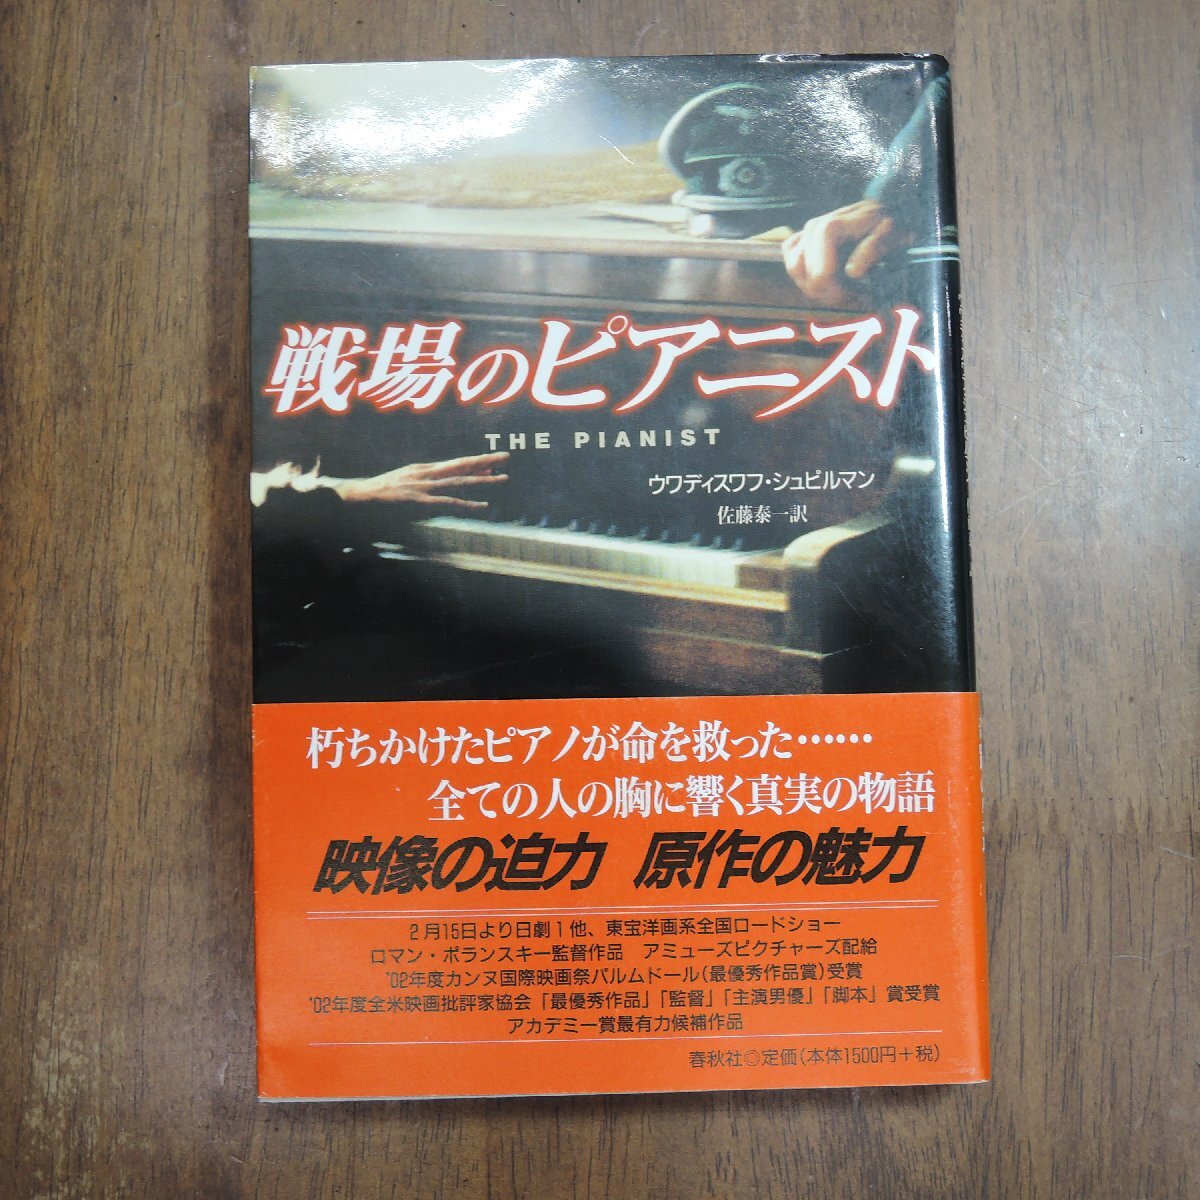 戦場のピアニスト
THE PIANIST
ウワディスワフ・シュピルマン
佐藤泰一訳
朽ちかけたピアノが命を救った……
全ての人の胸に響く真実の物語
映像の迫力 原作の魅力
2月15日より日劇1他、東宝洋画系全国ロードショー
ロマン・ポランスキー監督作品 アミューズピクチャーズ配給
'02年度カンヌ国際映画祭パルムドール(最優秀作品賞)受賞
'02年度全米映画批評家協会「最優秀作品」「監督」「主演男優」「脚本」賞受賞
アカデミー賞最有力候補作品
春秋社◎定価(本体1500円+税)